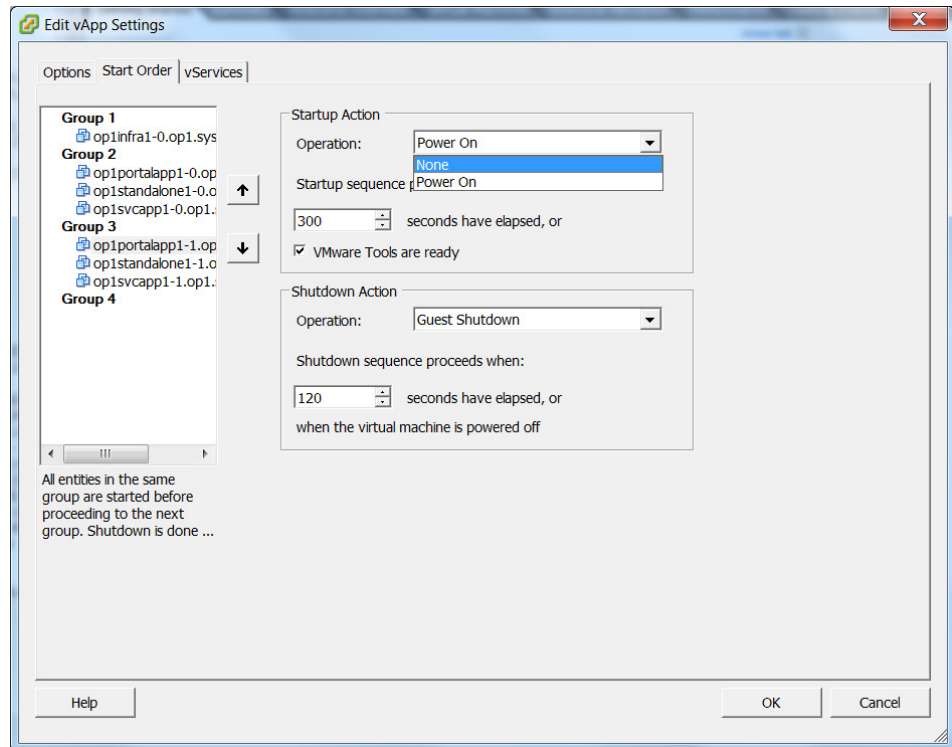 Edit vApp Settings
Options Start Order vServices
Group 1
op1infra1-0.op1.sys
Group 2
op1portalapp1-0.op
op1standalone1-0.o
op1svcapp1-0.op1.
Group 3
op1portalapp1-1.op
op1standalone1-1.o
op1svcapp1-1.op1.
Group 4
All entities in the same
group are started before
proceeding to the next
group. Shutdown is done ...
Startup Action
Operation: Power On
None
Power On
Startup sequence p
300 seconds have elapsed, or
VMware Tools are ready
Shutdown Action
Operation: Guest Shutdown
Shutdown sequence proceeds when:
120 seconds have elapsed, or
when the virtual machine is powered off
Help OK Cancel